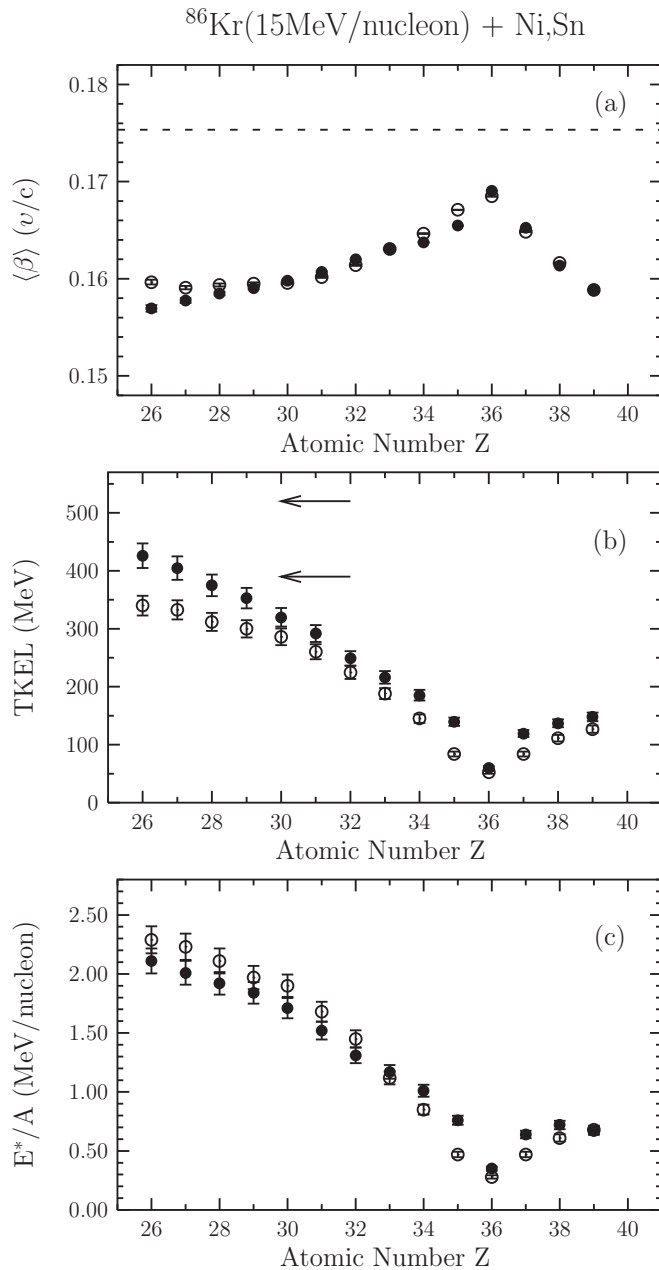 ⁸⁶Kr(15MeV/nucleon) + Ni,Sn
(a)
0.18
0.17
0.16
0.15
⟨β⟩ (υ/c)
26 28 30 32 34 36 38 40
Atomic Number Z
(b)
500
400
300
200
100
0
TKEL (MeV)
26 28 30 32 34 36 38 40
Atomic Number Z
(c)
2.50
2.00
1.50
1.00
0.50
0.00
E*/A (MeV/nucleon)
26 28 30 32 34 36 38 40
Atomic Number Z